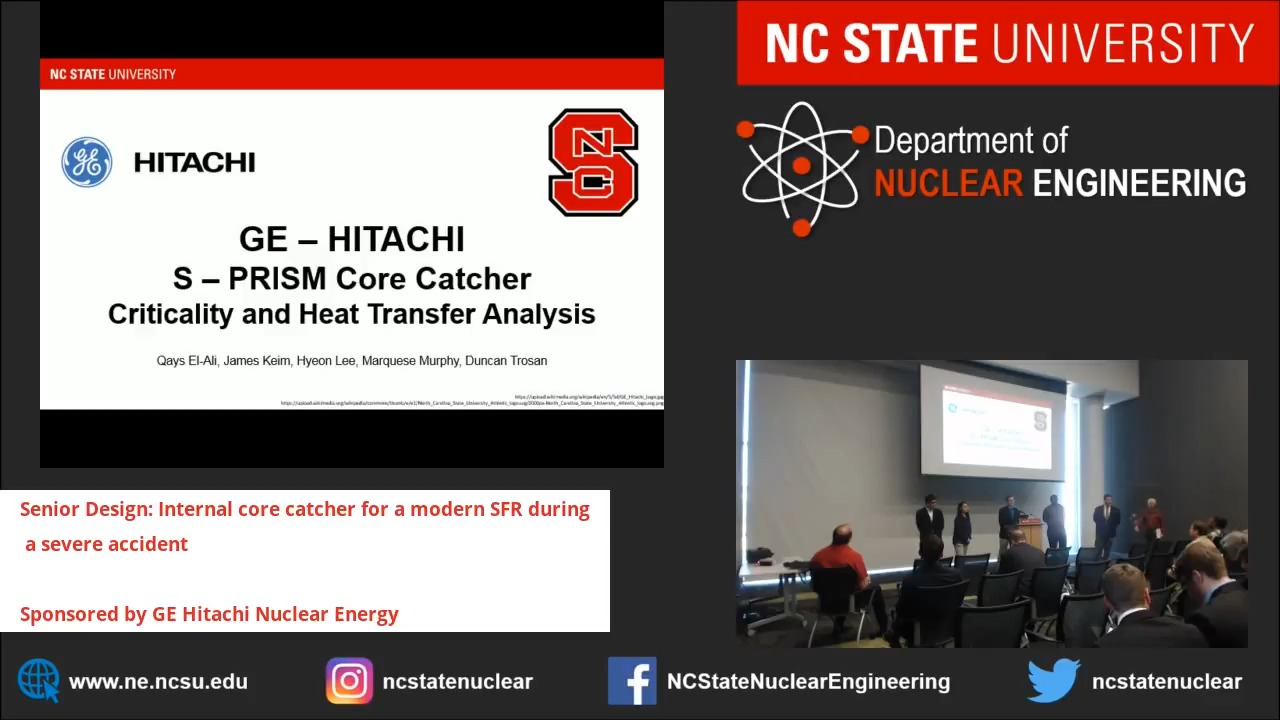 NC STATE UNIVERSITY
GE HITACHI
GE – HITACHI
S – PRISM Core Catcher
Criticality and Heat Transfer Analysis
Qays El-Ali, James Keim, Hyeon Lee, Marquese Murphy, Duncan Trosan
NC STATE UNIVERSITY
Department of
NUCLEAR ENGINEERING
Senior Design: Internal core catcher for a modern SFR during
a severe accident
Sponsored by GE Hitachi Nuclear Energy
www.ne.ncsu.edu
ncstatenuclear
NCStateNuclearEngineering
ncstatenuclear